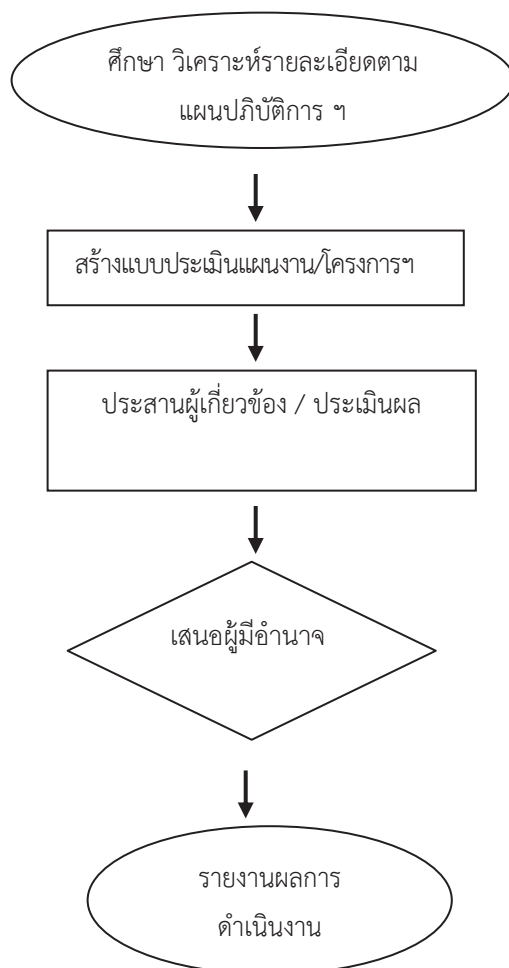 ศึกษา วิเคราะห์รายละเอียดตาม
แผนปฏิบัติการ ฯ
สร้างแบบประเมินแผนงาน/โครงการฯ
ประสานผู้เกี่ยวข้อง / ประเมินผล
เสนอผู้มีอำนาจ
รายงานผลการ
ดำเนินงาน